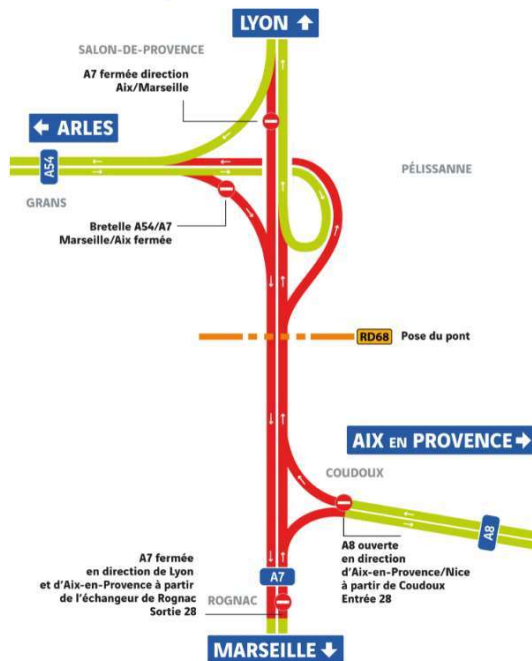 LYON ↑
SALON-DE-PROVENCE
A7 fermée direction
Aix/Marseille
← ARLES
A54
PÉLISSANNE
GRANS
Bretelle A54/A7
Marseille/Aix fermée
RD68 Pose du pont
AIX EN PROVENCE →
COUDOUX
A8
A8 ouverte
en direction
d'Aix-en-Provence/Nice
à partir de Coudoux
Entrée 28
A7 fermée
en direction de Lyon
et d'Aix-en-Provence à partir
de l'échangeur de Rognac
Sortie 28
A7
ROGNAC
MARSEILLE ↓